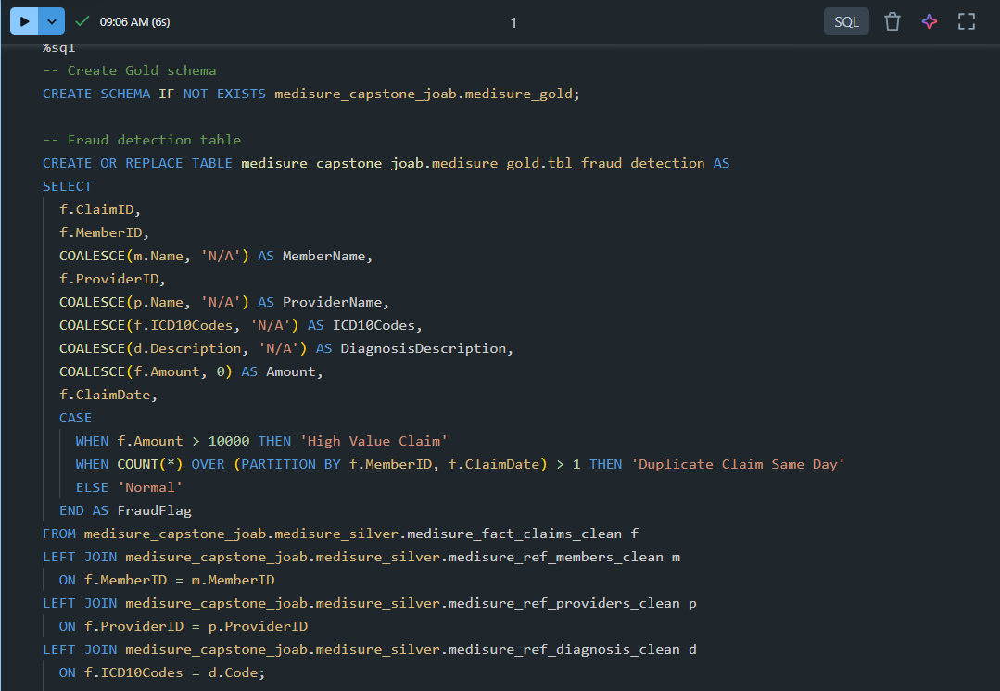 09:06 AM (6s)
1
SQL
%sql
-- Create Gold schema
CREATE SCHEMA IF NOT EXISTS medisure_capstone_joab.medisure_gold;
-- Fraud detection table
CREATE OR REPLACE TABLE medisure_capstone_joab.medisure_gold.tbl_fraud_detection AS
SELECT
f.ClaimID,
f.MemberID,
COALESCE(m.Name, 'N/A') AS MemberName,
f.ProviderID,
COALESCE(p.Name, 'N/A') AS ProviderName,
COALESCE(f.ICD10Codes, 'N/A') AS ICD10Codes,
COALESCE(d.Description, 'N/A') AS DiagnosisDescription,
COALESCE(f.Amount, 0) AS Amount,
f.ClaimDate,
CASE
WHEN f.Amount > 10000 THEN 'High Value Claim'
WHEN COUNT(*) OVER (PARTITION BY f.MemberID, f.ClaimDate) > 1 THEN 'Duplicate Claim Same Day'
ELSE 'Normal'
END AS FraudFlag
FROM medisure_capstone_joab.medisure_silver.medisure_fact_claims_clean f
LEFT JOIN medisure_capstone_joab.medisure_silver.medisure_ref_members_clean m
ON f.MemberID = m.MemberID
LEFT JOIN medisure_capstone_joab.medisure_silver.medisure_ref_providers_clean p
ON f.ProviderID = p.ProviderID
LEFT JOIN medisure_capstone_joab.medisure_silver.medisure_ref_diagnosis_clean d
ON f.ICD10Codes = d.Code;